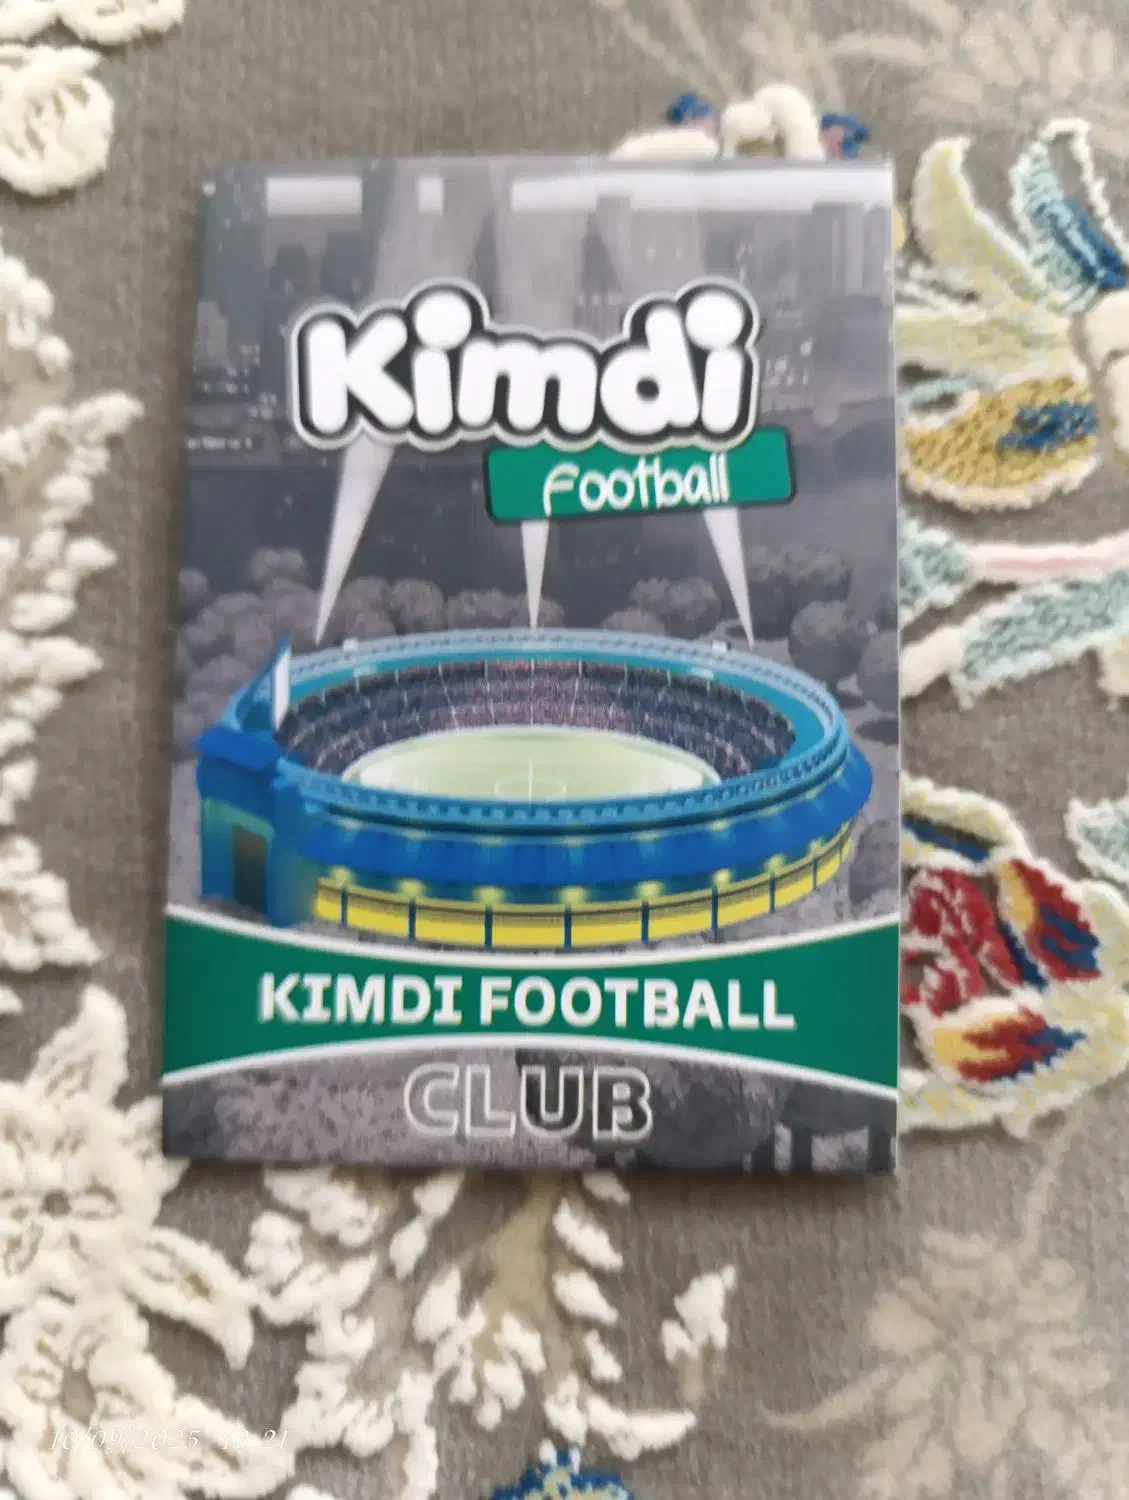 Kimdi
Football
KIMDI FOOTBALL
CLUB
10/09/2025 13:21